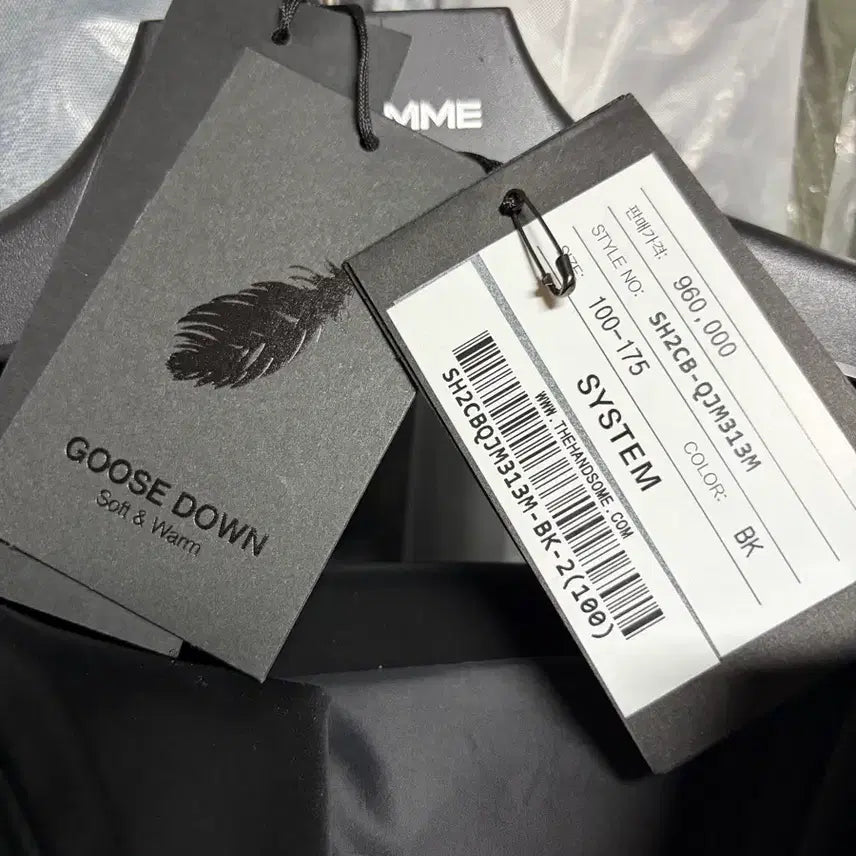 MME
GOOSE DOWN
Soft & Warm
판매가격: 960,000
STYLE NO: SH2CB-QJM313M
SIZE: 100-175 COLOR: BK
SYSTEM
WWW.THEHANDSOME.COM
SH2CBQJM313M-BK-2(100)